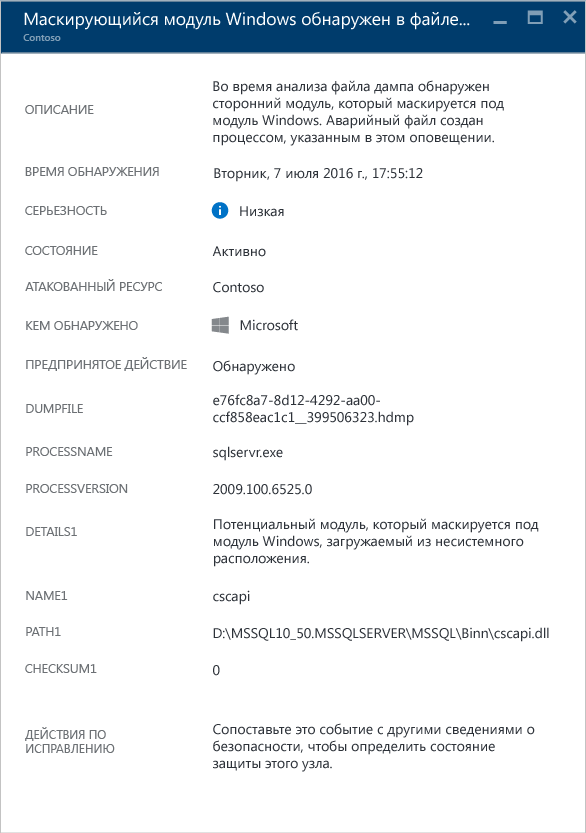 Маскирующийся модуль Windows обнаружен в файле...
Contoso
ОПИСАНИЕ
Во время анализа файла дампа обнаружен
сторонний модуль, который маскируется под
модуль Windows. Аварийный файл создан
процессом, указанным в этом оповещении.
ВРЕМЯ ОБНАРУЖЕНИЯ
Вторник, 7 июля 2016 г., 17:55:12
СЕРЬЕЗНОСТЬ
Низкая
СОСТОЯНИЕ
Активно
АТАКОВАННЫЙ РЕСУРС
Contoso
КЕМ ОБНАРУЖЕНО
Microsoft
ПРЕДПРИНЯТОЕ ДЕЙСТВИЕ
Обнаружено
DUMPFILE
e76fc8a7-8d12-4292-aa00-
ccf858eac1c1__399506323.hdmp
PROCESSNAME
sqlservr.exe
PROCESSVERSION
2009.100.6525.0
DETAILS1
Потенциальный модуль, который маскируется под
модуль Windows, загружаемый из несистемного
расположения.
NAME1
cscapi
PATH1
D:\MSSQL10_50.MSSQLSERVER\MSSQL\Binn\cscapi.dll
CHECKSUM1
0
ДЕЙСТВИЯ ПО
ИСПРАВЛЕНИЮ
Сопоставьте это событие с другими сведениями о
безопасности, чтобы определить состояние
защиты этого узла.